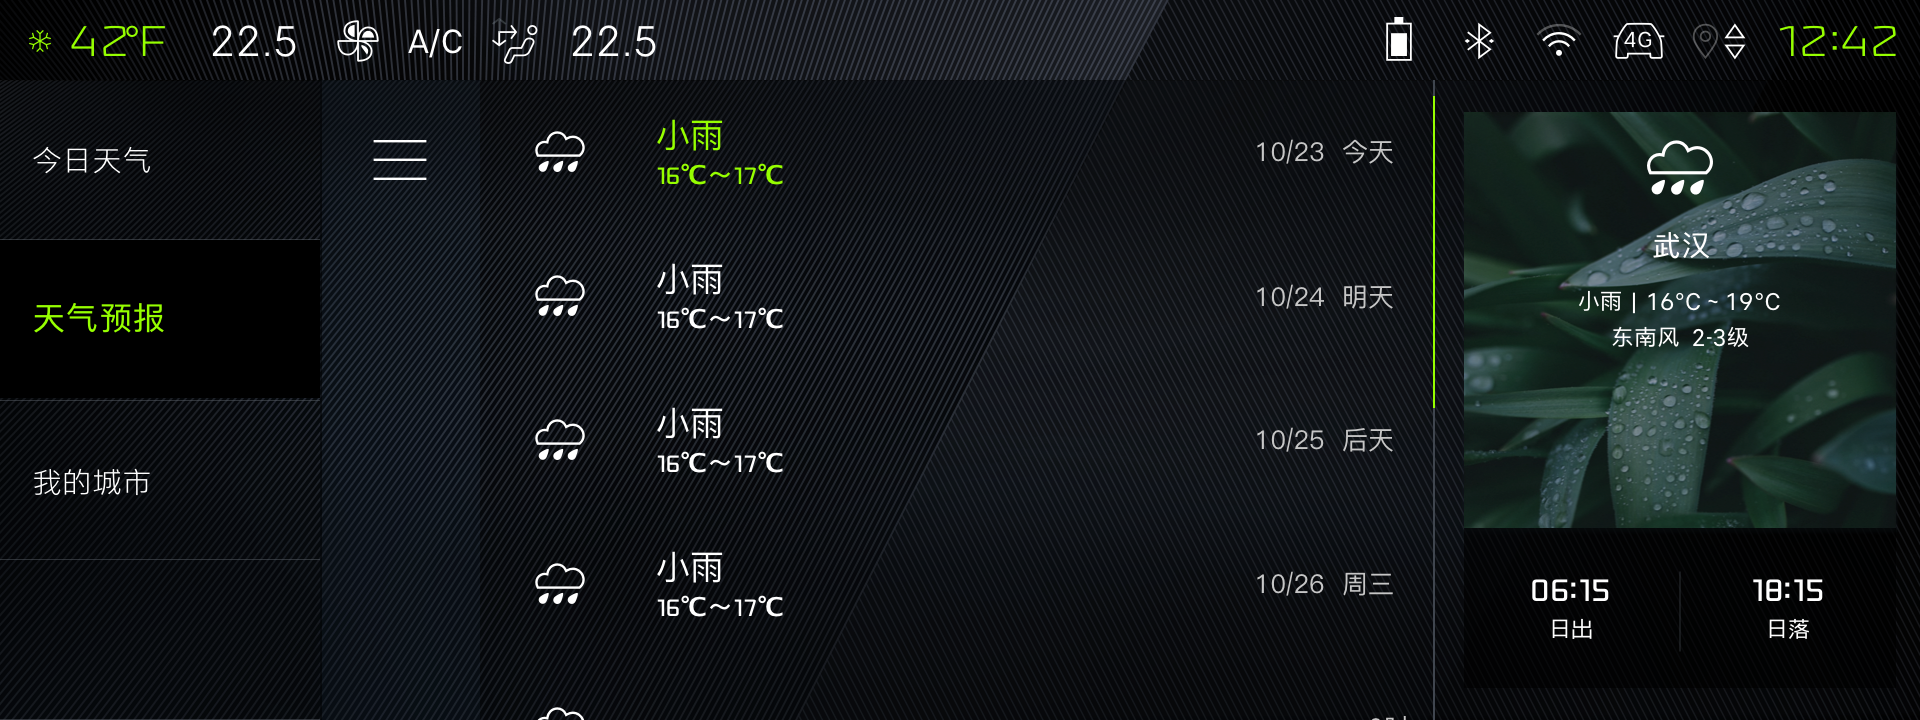 42°F 22.5 A/C 22.5 4G 12:42
今日天气
天气预报
我的城市
小雨
16℃~17℃
10/23 今天
小雨
16℃~17℃
10/24 明天
小雨
16℃~17℃
10/25 后天
小雨
16℃~17℃
10/26 周三
武汉
小雨 | 16°C ~ 19°C
东南风 2-3级
06:15
日出
18:15
日落